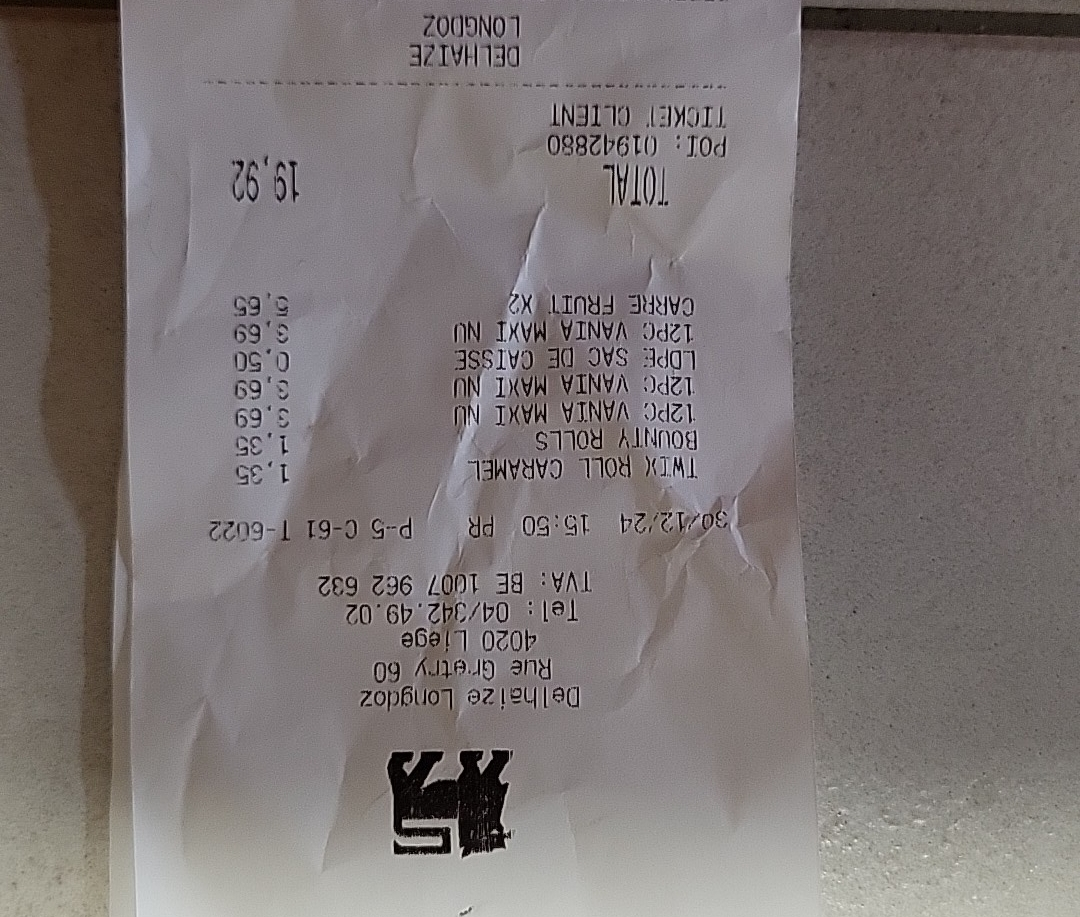 Delhaize Longdoz
Rue Gretry 60
4020 Liege
Tel: 04/342.49.02
TVA: BE 1007 962 632
30/12/24 15:50 PR P-5 C-61 T-6022
TWIX ROLL CARAMEL 1,35
BOUNTY ROLLS 1,35
12PC VANIA MAXI NU 3,69
12PC VANIA MAXI NU 3,69
LDPE SAC DE CAISSE 0,50
12PC VANIA MAXI NU 3,69
CARRE FRUIT X2 5,65
TOTAL 19,92
POI: 01942880
TICKET CLIENT
DELHAIZE
LONGDOZ